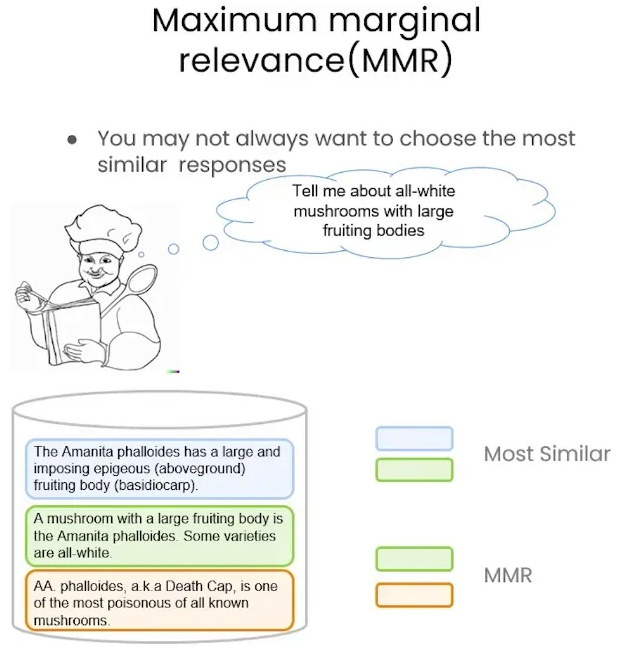 Maximum marginal
relevance(MMR)
● You may not always want to choose the most
similar responses
Tell me about all-white
mushrooms with large
fruiting bodies
The Amanita phalloides has a large and
imposing epigeous (aboveground)
fruiting body (basidiocarp).
A mushroom with a large fruiting body is
the Amanita phalloides. Some varieties
are all-white.
AA. phalloides, a.k.a Death Cap, is one
of the most poisonous of all known
mushrooms.
Most Similar
MMR